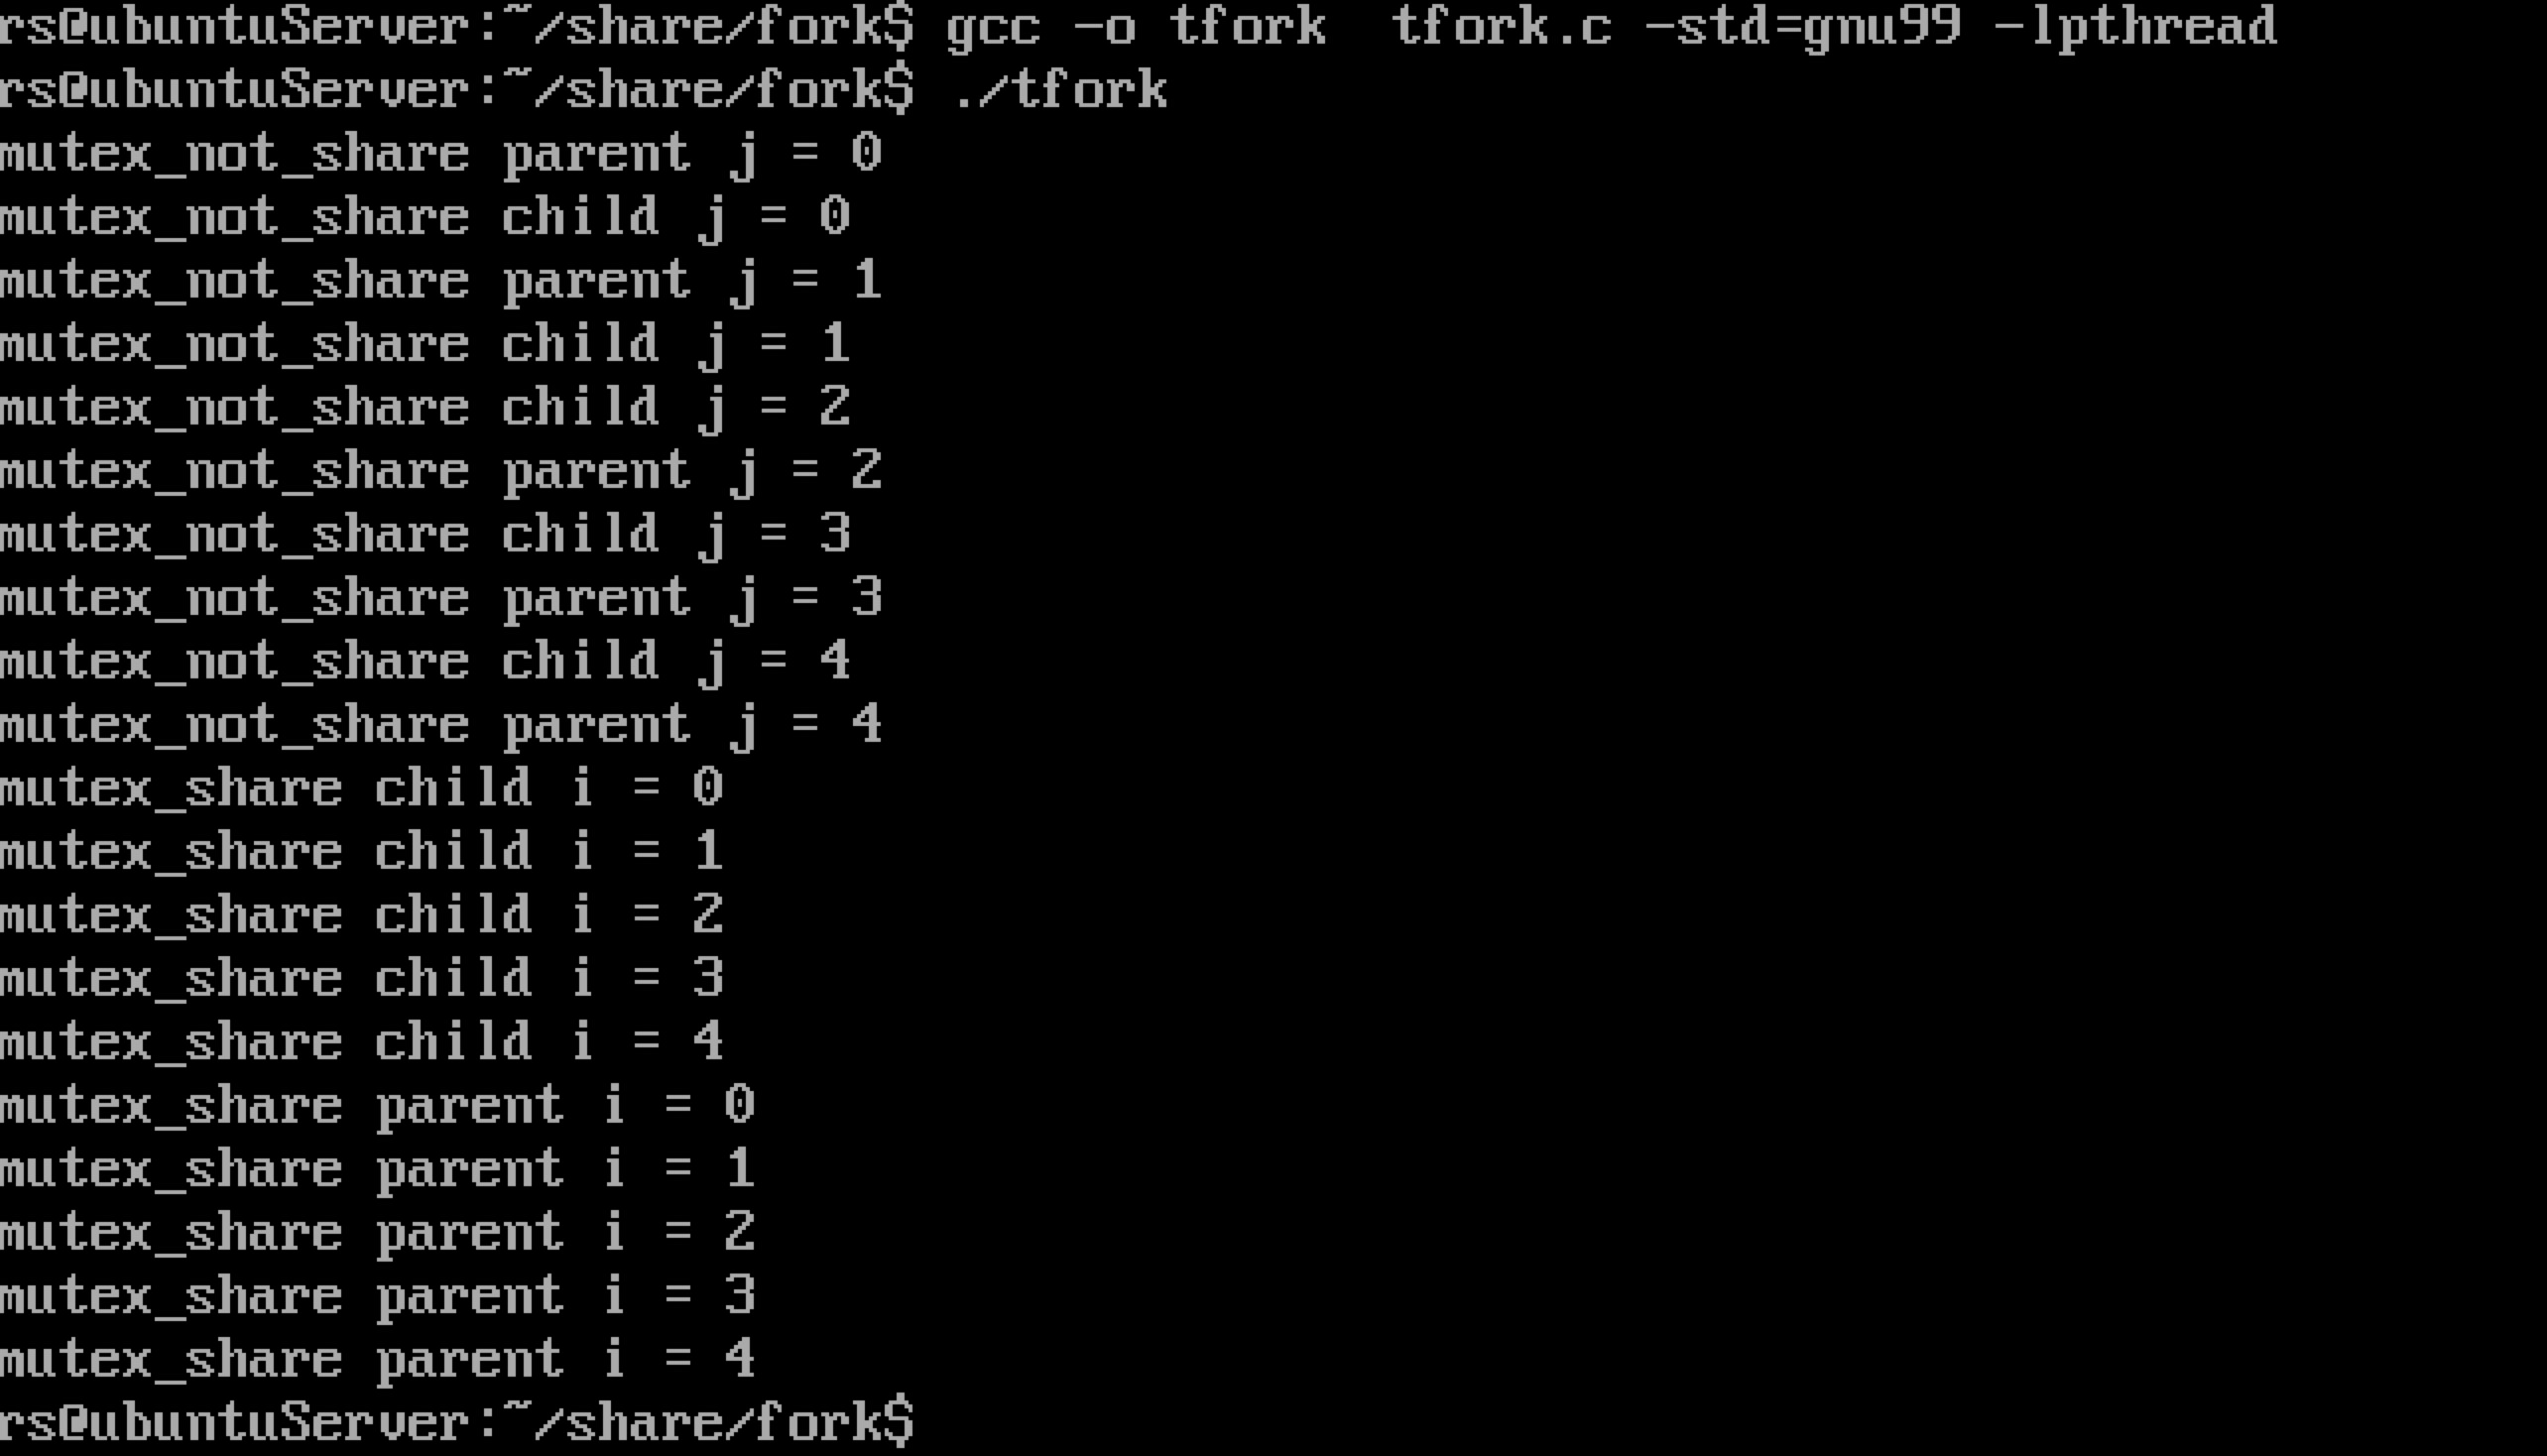 rs@ubuntuServer:~/share/fork$ gcc -o tfork  tfork.c -std=gnu99 -lpthread
rs@ubuntuServer:~/share/fork$ ./tfork
mutex_not_share parent j = 0
mutex_not_share child j = 0
mutex_not_share parent j = 1
mutex_not_share child j = 1
mutex_not_share child j = 2
mutex_not_share parent j = 2
mutex_not_share child j = 3
mutex_not_share parent j = 3
mutex_not_share child j = 4
mutex_not_share parent j = 4
mutex_share child i = 0
mutex_share child i = 1
mutex_share child i = 2
mutex_share child i = 3
mutex_share child i = 4
mutex_share parent i = 0
mutex_share parent i = 1
mutex_share parent i = 2
mutex_share parent i = 3
mutex_share parent i = 4
rs@ubuntuServer:~/share/fork$